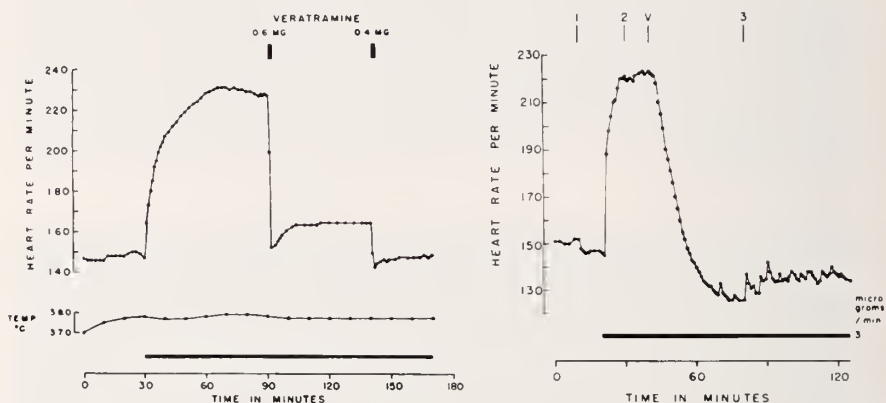 VERATRAMINE
0.6 MG 0.4 MG
HEART RATE PER MINUTE
240
220
200
180
160
140
TEMP °C
38.0
37.0
0 30 60 90 120 150 180
TIME IN MINUTES
1 2 V 3
HEART RATE PER MINUTE
230
210
190
170
150
130
micro
grams
/min
3
0 60 120
TIME IN MINUTES